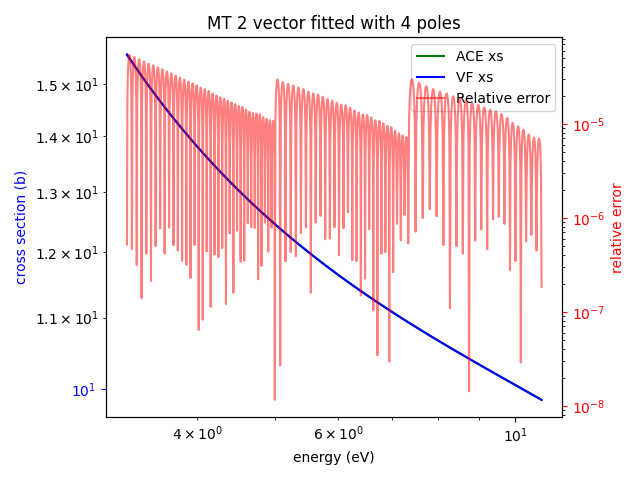 MT 2 vector fitted with 4 poles
ACE xs
VF xs
Relative error
1.5 × 10¹
1.4 × 10¹
1.3 × 10¹
1.2 × 10¹
1.1 × 10¹
10¹
cross section (b)
10⁻⁵
10⁻⁶
10⁻⁷
10⁻⁸
relative error
4 × 10⁰
6 × 10⁰
10¹
energy (eV)